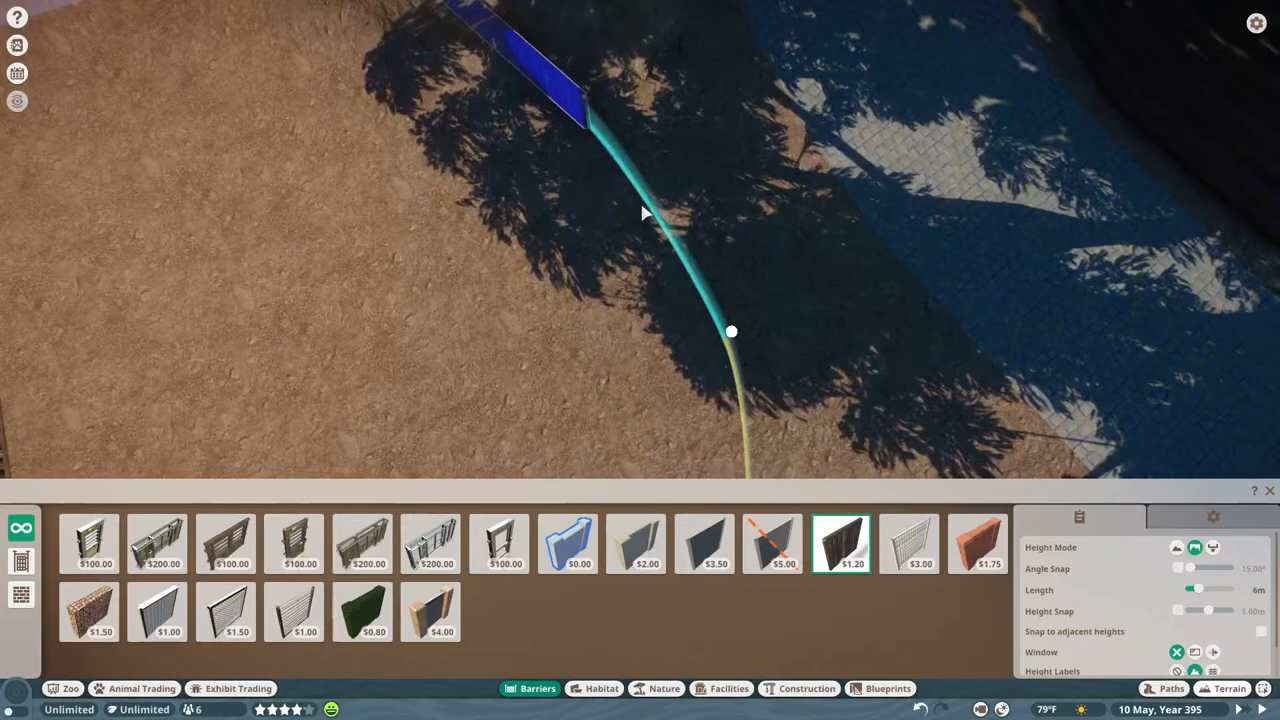 ?
? ×
$100.00 $200.00 $100.00 $100.00 $200.00 $200.00 $100.00 $0.00 $2.00 $3.50 $5.00 $1.20 $3.00 $1.75
$1.50 $1.00 $1.50 $1.00 $0.80 $4.00
Height Mode
Angle Snap 15.00°
Length 6m
Height Snap 1.00m
Snap to adjacent heights
Window
Height Labels
Zoo Animal Trading Exhibit Trading Barriers Habitat Nature Facilities Construction Blueprints Paths Terrain
Unlimited Unlimited 6 79°F 10 May, Year 395